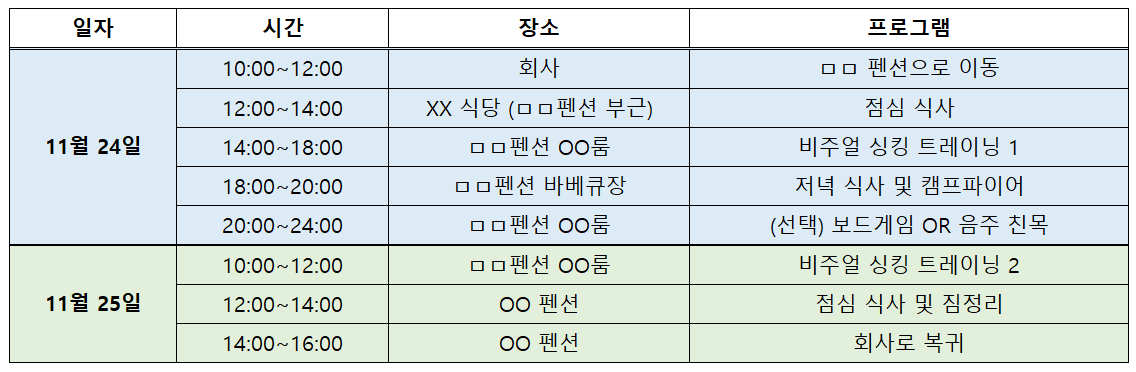 일자 시간 장소 프로그램
11월 24일
10:00~12:00 회사 ㅁㅁ 펜션으로 이동
12:00~14:00 XX 식당 (ㅁㅁ펜션 부근) 점심 식사
14:00~18:00 ㅁㅁ펜션 OO룸 비주얼 싱킹 트레이닝 1
18:00~20:00 ㅁㅁ펜션 바베큐장 저녁 식사 및 캠프파이어
20:00~24:00 ㅁㅁ펜션 OO룸 (선택) 보드게임 OR 음주 친목
11월 25일
10:00~12:00 ㅁㅁ펜션 OO룸 비주얼 싱킹 트레이닝 2
12:00~14:00 OO 펜션 점심 식사 및 짐정리
14:00~16:00 OO 펜션 회사로 복귀